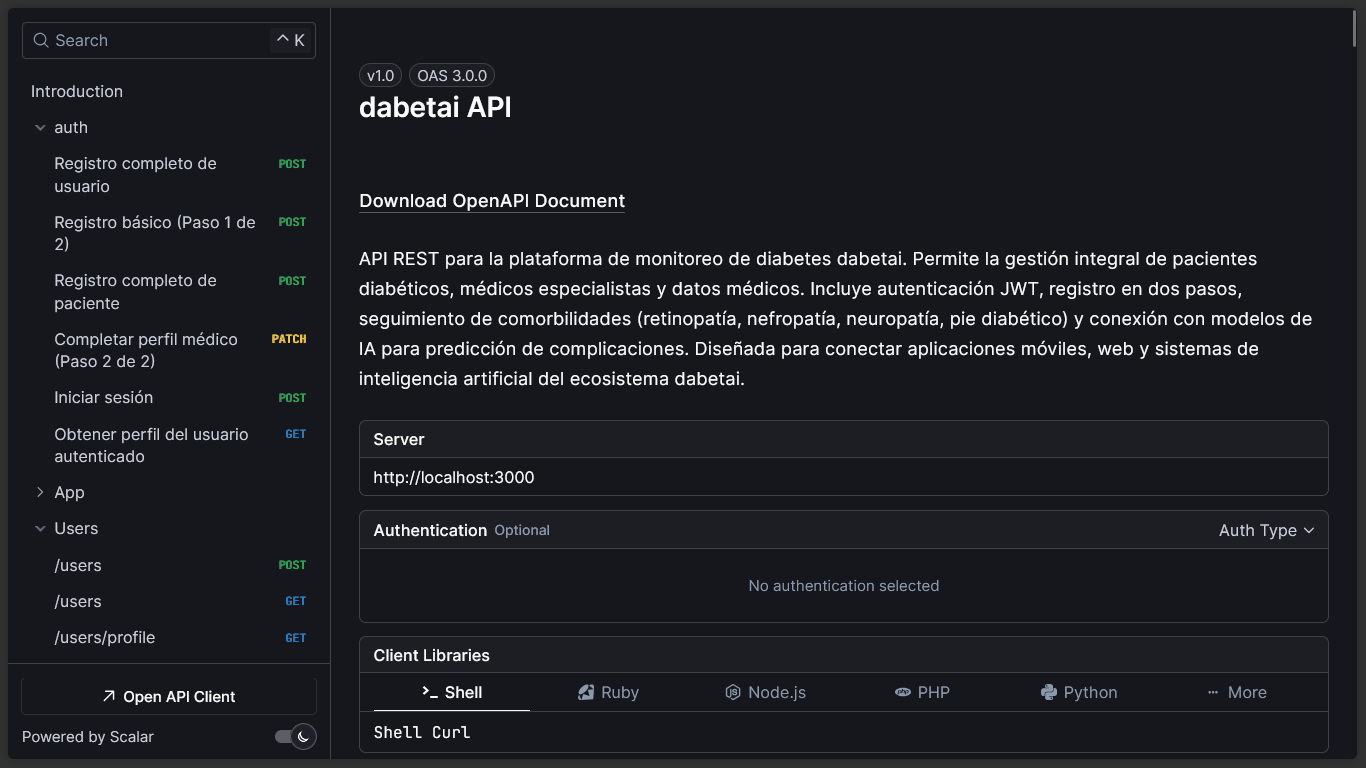 Search
^ K
Introduction
auth
Registro completo de
usuario
POST
Registro básico (Paso 1 de
2)
POST
Registro completo de
paciente
POST
Completar perfil médico
(Paso 2 de 2)
PATCH
Iniciar sesión
POST
Obtener perfil del usuario
autenticado
GET
App
Users
/users
POST
/users
GET
/users/profile
GET
Open API Client
Powered by Scalar
v1.0
OAS 3.0.0
dabetai API
Download OpenAPI Document
API REST para la plataforma de monitoreo de diabetes dabetai. Permite la gestión integral de pacientes
diabéticos, médicos especialistas y datos médicos. Incluye autenticación JWT, registro en dos pasos,
seguimiento de comorbilidades (retinopatía, nefropatía, neuropatía, pie diabético) y conexión con modelos de
IA para predicción de complicaciones. Diseñada para conectar aplicaciones móviles, web y sistemas de
inteligencia artificial del ecosistema dabetai.
Server
http://localhost:3000
Authentication Optional
Auth Type
No authentication selected
Client Libraries
Shell
Ruby
Node.js
PHP
Python
More
Shell Curl